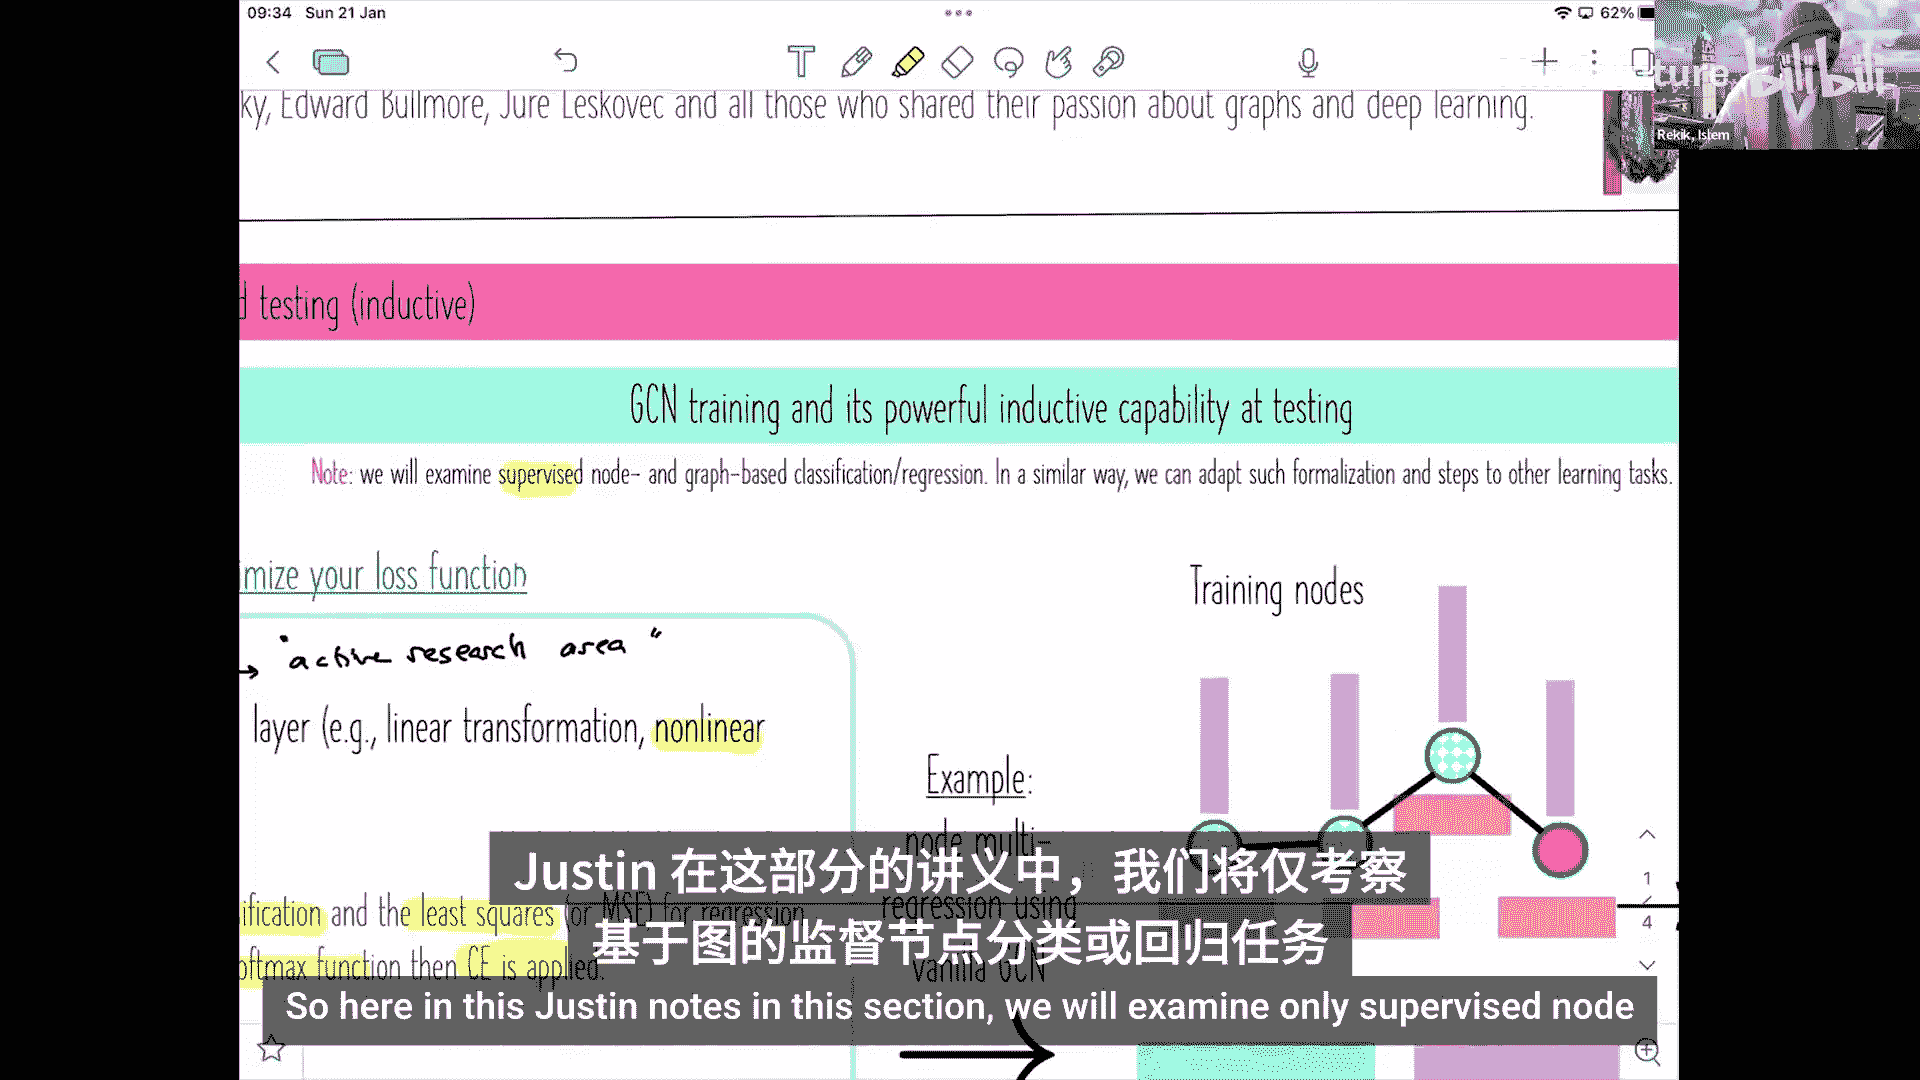 09:34 Sun 21 Jan
62%
ky, Edward Bullmore, Jure Leskovec and all those who shared their passion about graphs and deep learning.
ture
bilibili
Rekik, Islem
d testing (inductive)
GCN training and its powerful inductive capability at testing
Note: we will examine supervised node- and graph-based classification/regression. In a similar way, we can adapt such formalization and steps to other learning tasks.
imize your loss function
Training nodes
"active research area"
layer (e.g., linear transformation, nonlinear
Example:
node multi-
regression using
vanilla GCN
ification and the least squares (or MSE) for regression
oftmax function then CE is applied.
1
4
Justin 在这部分的讲义中，我们将仅考察
基于图的监督节点分类或回归任务
So here in this Justin notes in this section, we will examine only supervised node